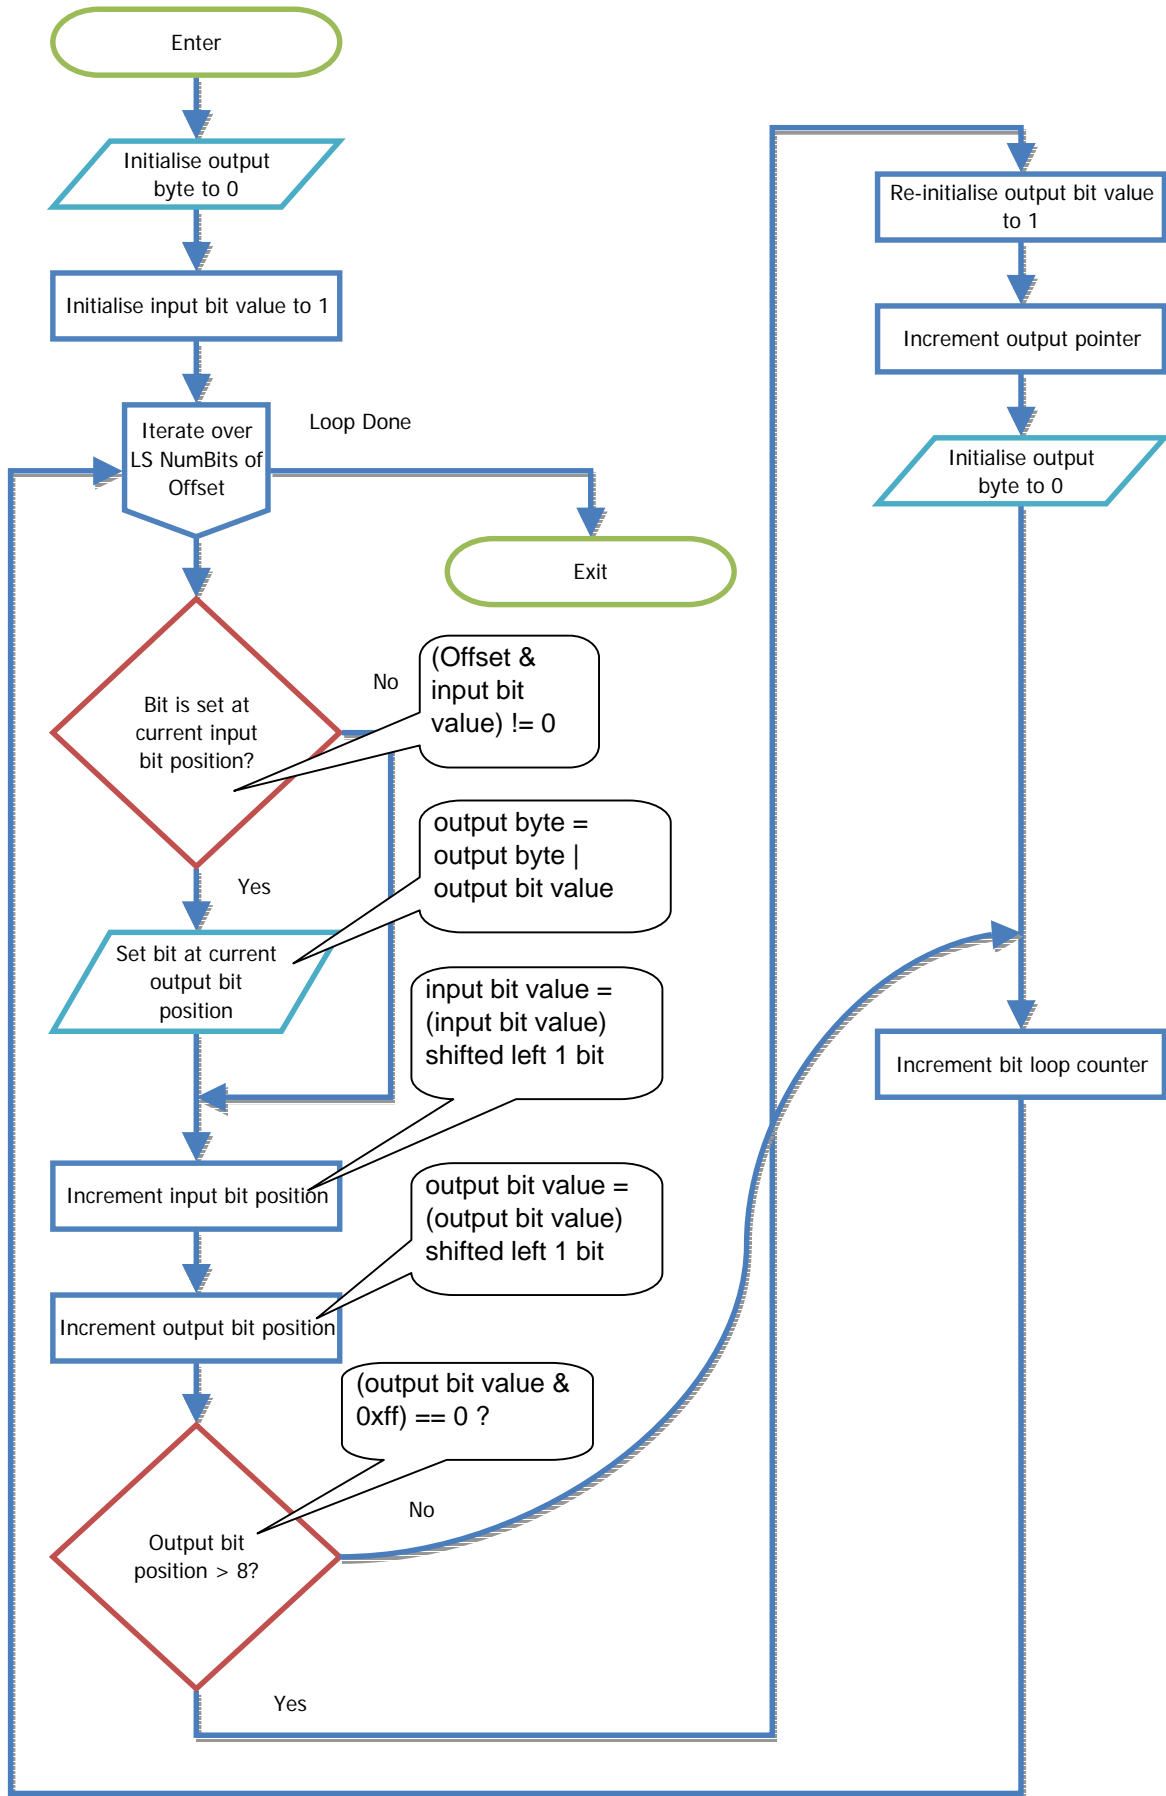 Enter
Initialise output
byte to 0
Initialise input bit value to 1
Iterate over
LS NumBits of
Offset
Loop Done
Exit
Bit is set at
current input
bit position?
No
(Offset &
input bit
value) != 0
Yes
output byte =
output byte |
output bit value
Set bit at current
output bit
position
input bit value =
(input bit value)
shifted left 1 bit
Increment input bit position
output bit value =
(output bit value)
shifted left 1 bit
Increment output bit position
(output bit value &
0xff) == 0 ?
Output bit
position > 8?
No
Yes
Re-initialise output bit value
to 1
Increment output pointer
Initialise output
byte to 0
Increment bit loop counter